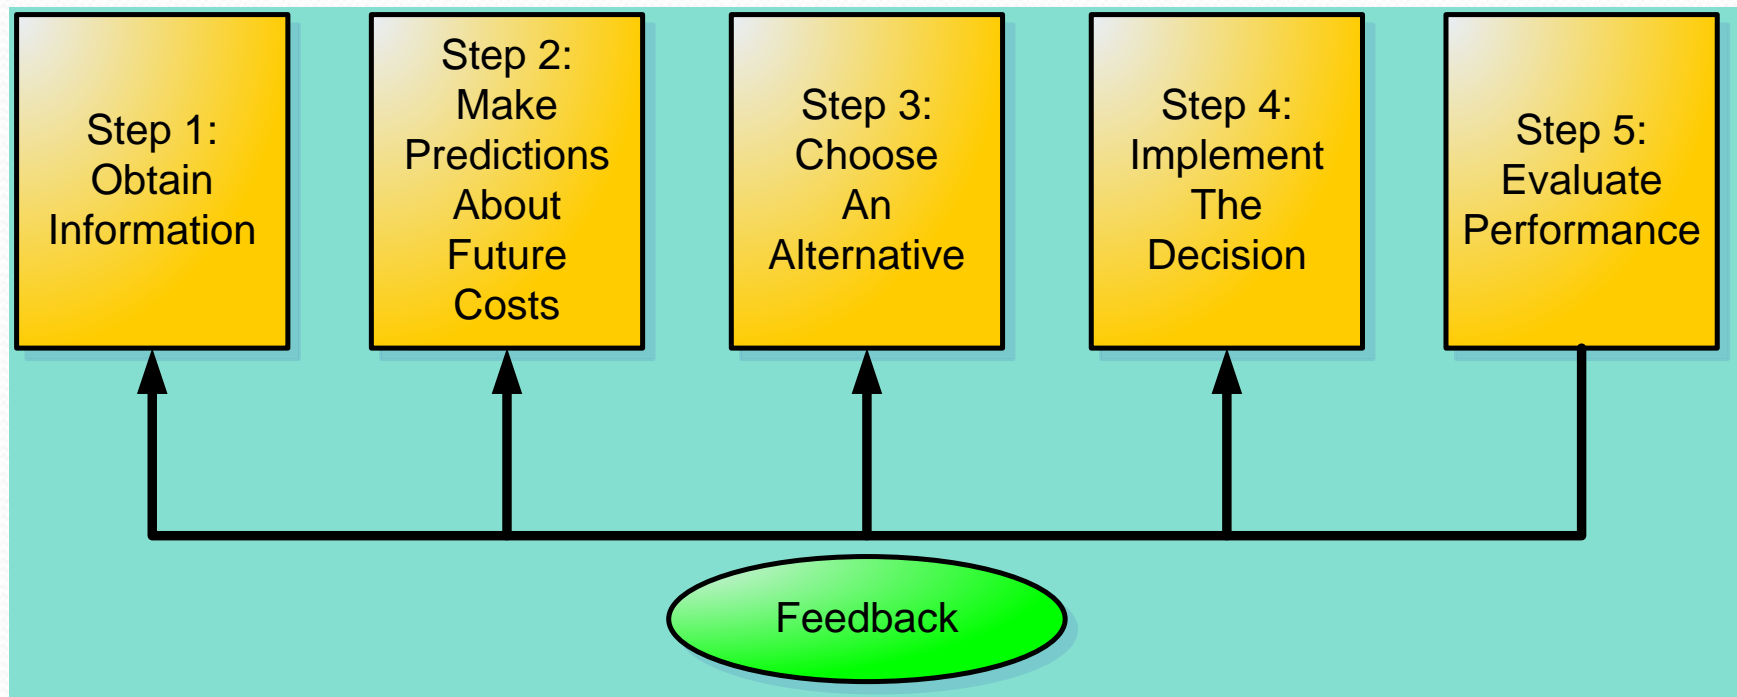 Step 1:
Obtain
Information
Step 2:
Make
Predictions
About
Future
Costs
Step 3:
Choose
An
Alternative
Step 4:
Implement
The
Decision
Step 5:
Evaluate
Performance
Feedback